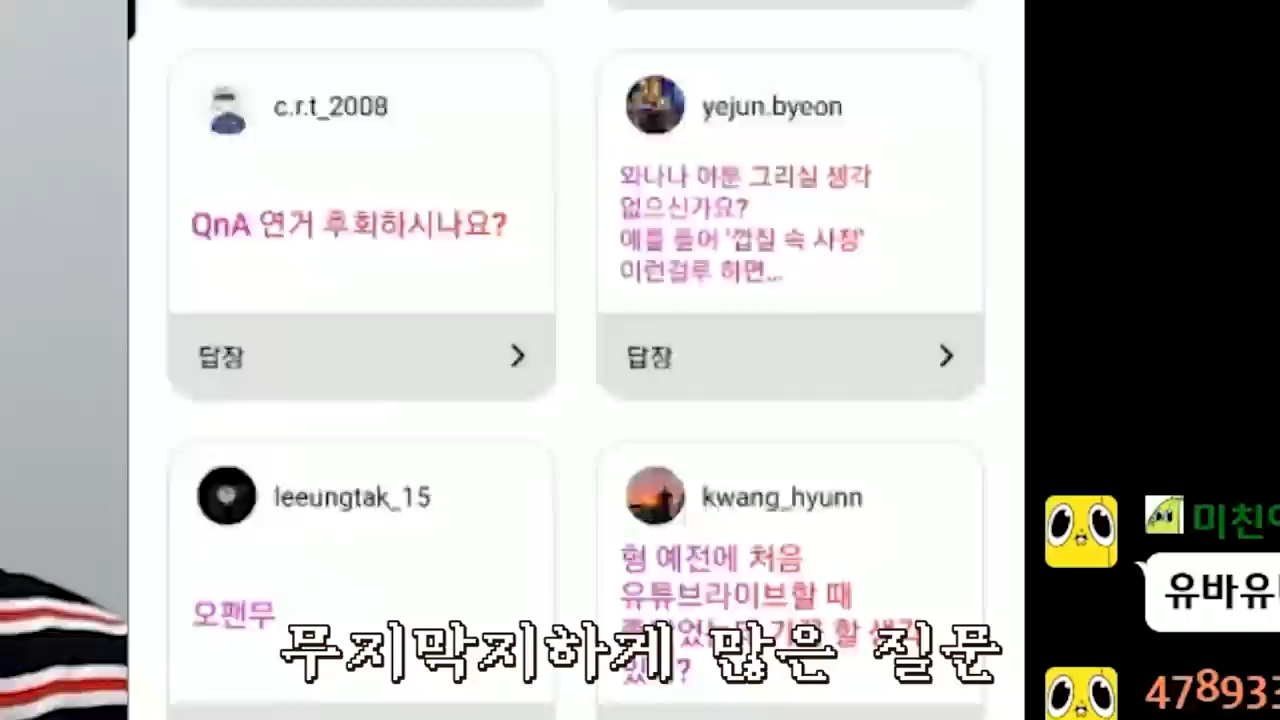 c.r.t_2008
QnA 연거 후회하시나요?
답장
yejun.byeon
와나나 아툰 그리실 생각
없으신가요?
예를 들어 '껍질 속 사정'
이런걸루 하면...
답장
leeungtak_15
오팬무
kwang_hyunn
형 예전에 처음
유튜브라이브할 때
할
?
무지막지하게 많은 질문
미친
유바유
47893